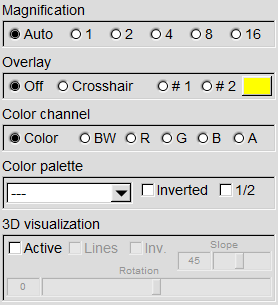 Magnification
Auto 1 2 4 8 16
Overlay
Off Crosshair # 1 # 2
Color channel
Color BW R G B A
Color palette
--- Inverted 1/2
3D visualization
Active Lines Inv. Slope
45
Rotation
0